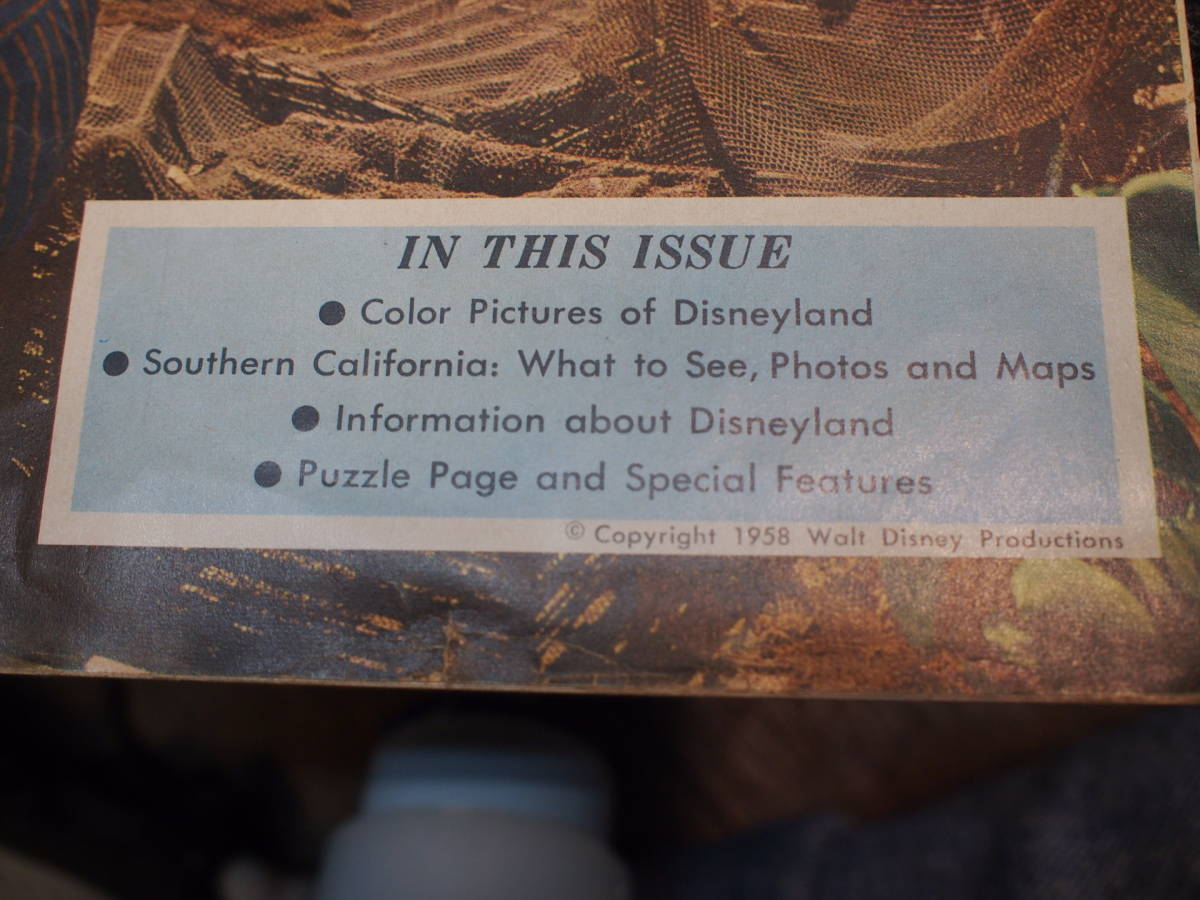 IN THIS ISSUE
● Color Pictures of Disneyland
● Southern California: What to See, Photos and Maps
● Information about Disneyland
● Puzzle Page and Special Features
© Copyright 1958 Walt Disney Productions